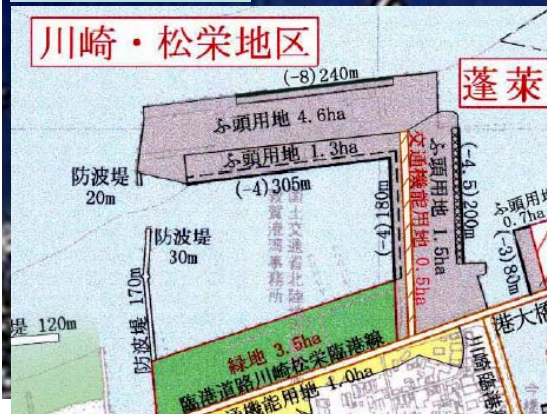 川崎・松栄地区
(-8)240m
蓬莱
ふ頭用地 4.6ha
ふ頭用地 1.3ha
(-4)305m
防波堤
20m
防波堤
30m
防波堤 170m
堤 120m
(-4)180m
交通機能用地 0.5ha
ふ頭用地 1.5ha
(-4.5)200m
ふ頭用地
0.7ha
(-3)80m
国土交通省北陸
敦賀港湾事務所
緑地 3.5ha
臨港道路川崎松栄臨港線
通機能用地 1.0ha
港大橋
川崎臨港